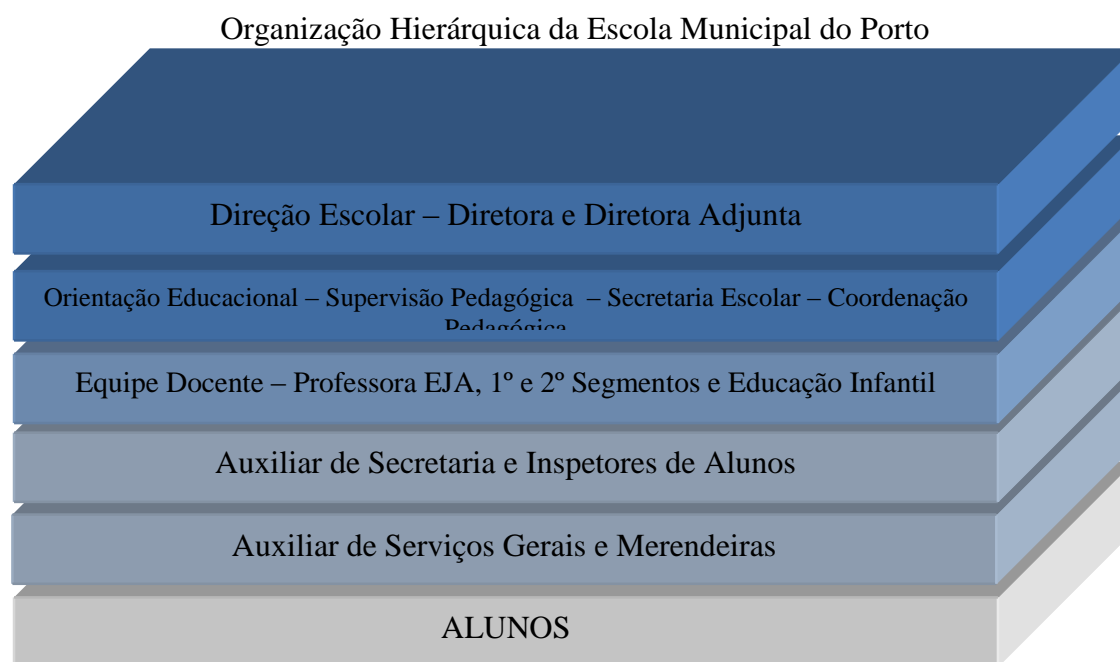 Organização Hierárquica da Escola Municipal do Porto
Direção Escolar – Diretora e Diretora Adjunta
Orientação Educacional – Supervisão Pedagógica – Secretaria Escolar – Coordenação
Pedagógica
Equipe Docente – Professora EJA, 1º e 2º Segmentos e Educação Infantil
Auxiliar de Secretaria e Inspetores de Alunos
Auxiliar de Serviços Gerais e Merendeiras
ALUNOS